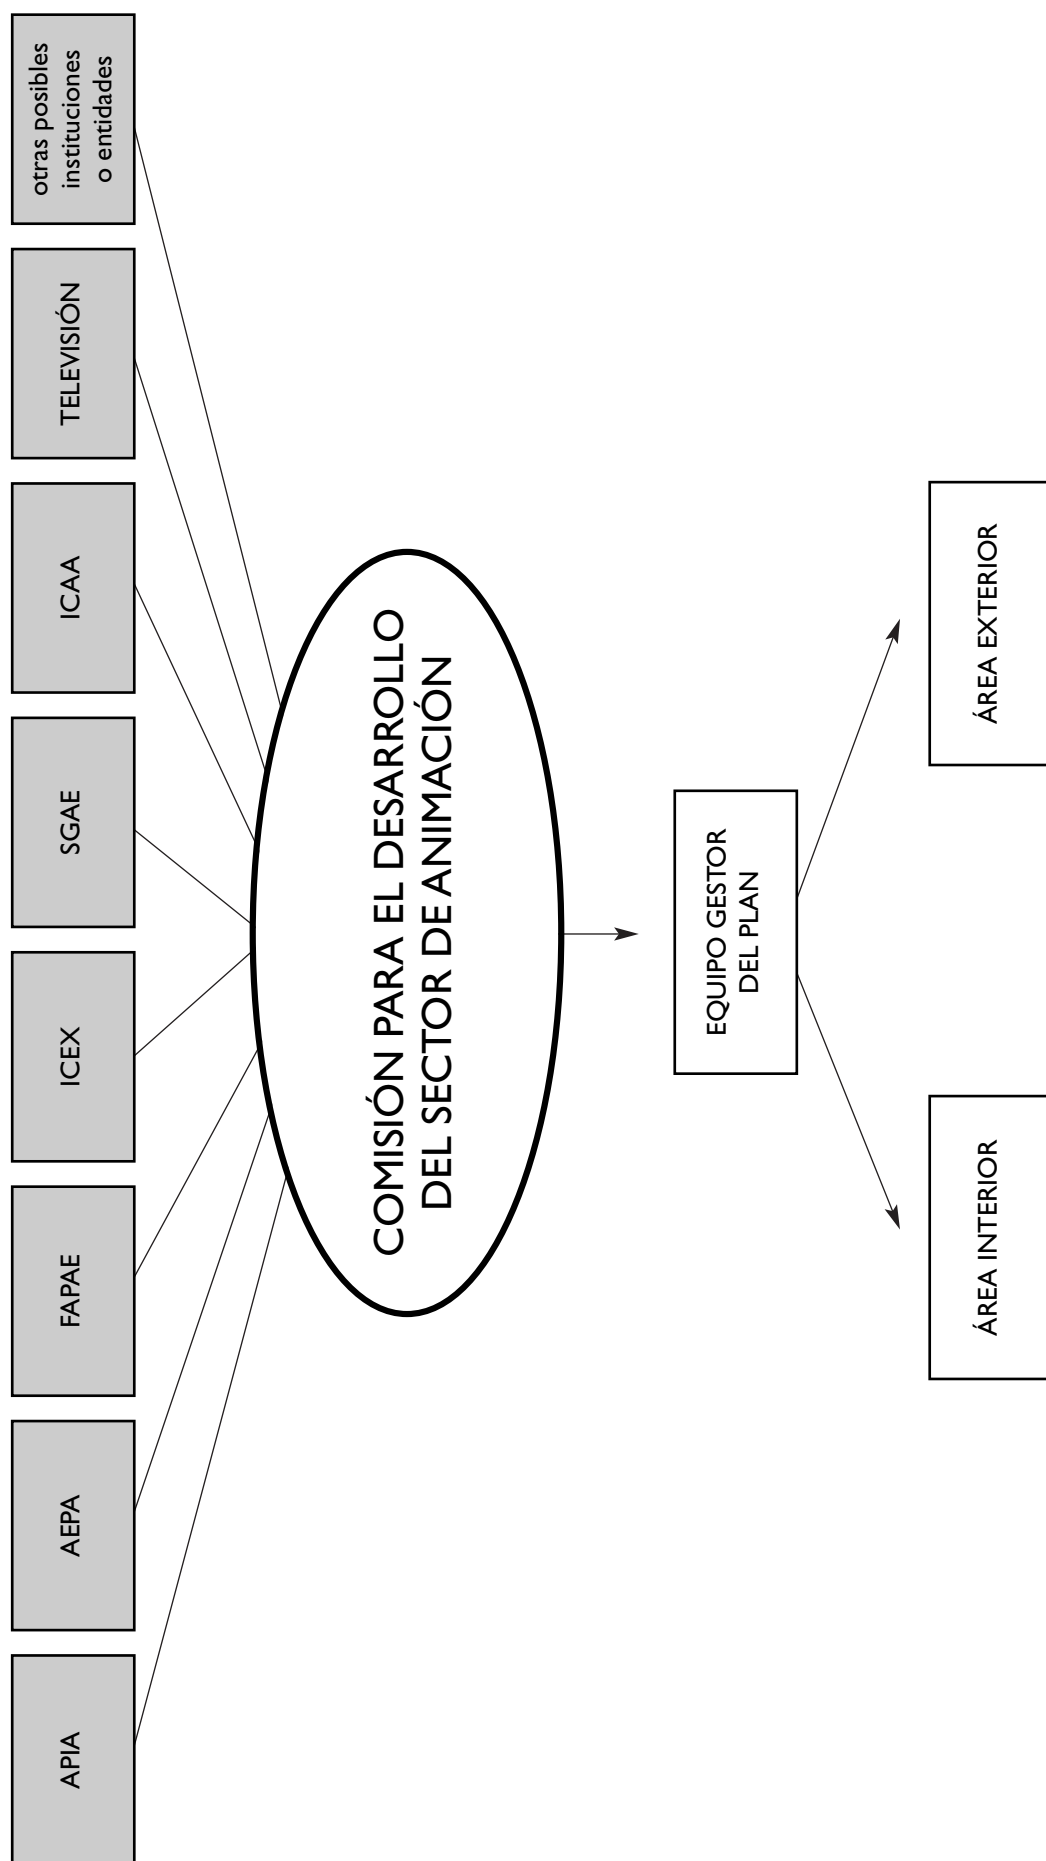 APIA
AEPA
FAPAE
ICEX
SGAE
ICAA
TELEVISIÓN
otras posibles
instituciones
o entidades
COMISIÓN PARA EL DESARROLLO
DEL SECTOR DE ANIMACIÓN
EQUIPO GESTOR
DEL PLAN
ÁREA INTERIOR
ÁREA EXTERIOR